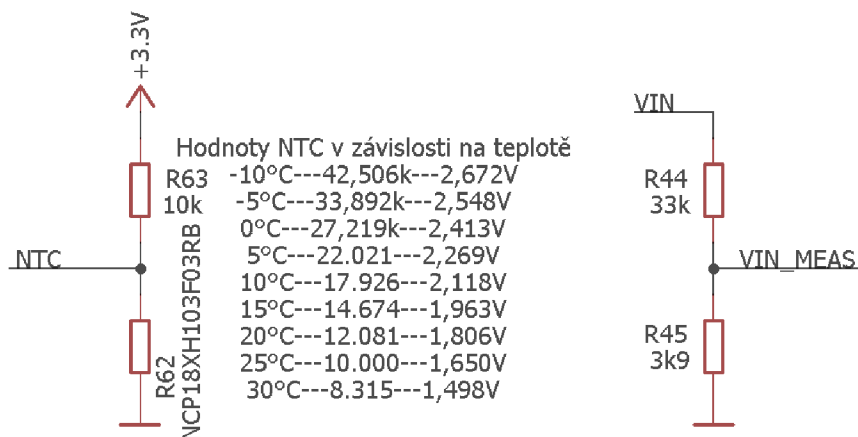 +3.3V
R63
10k
NTC
R62
NCP18XH103F03RB
Hodnoty NTC v závislosti na teplotě
-10°C---42,506k---2,672V
-5°C---33,892k---2,548V
0°C---27,219k---2,413V
5°C---22.021---2,269V
10°C---17.926---2,118V
15°C---14.674---1,963V
20°C---12.081---1,806V
25°C---10.000---1,650V
30°C---8.315---1,498V
VIN
R44
33k
VIN_MEAS
R45
3k9